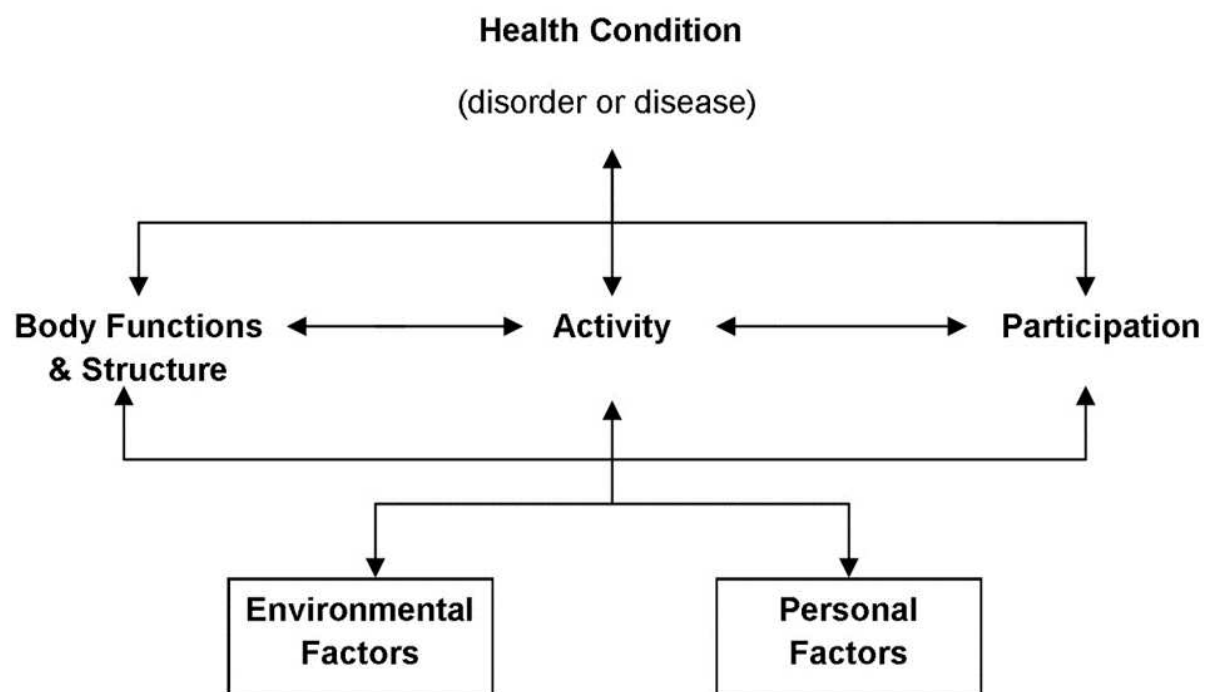 Health Condition
(disorder or disease)
Body Functions
& Structure
Activity
Participation
Environmental
Factors
Personal
Factors